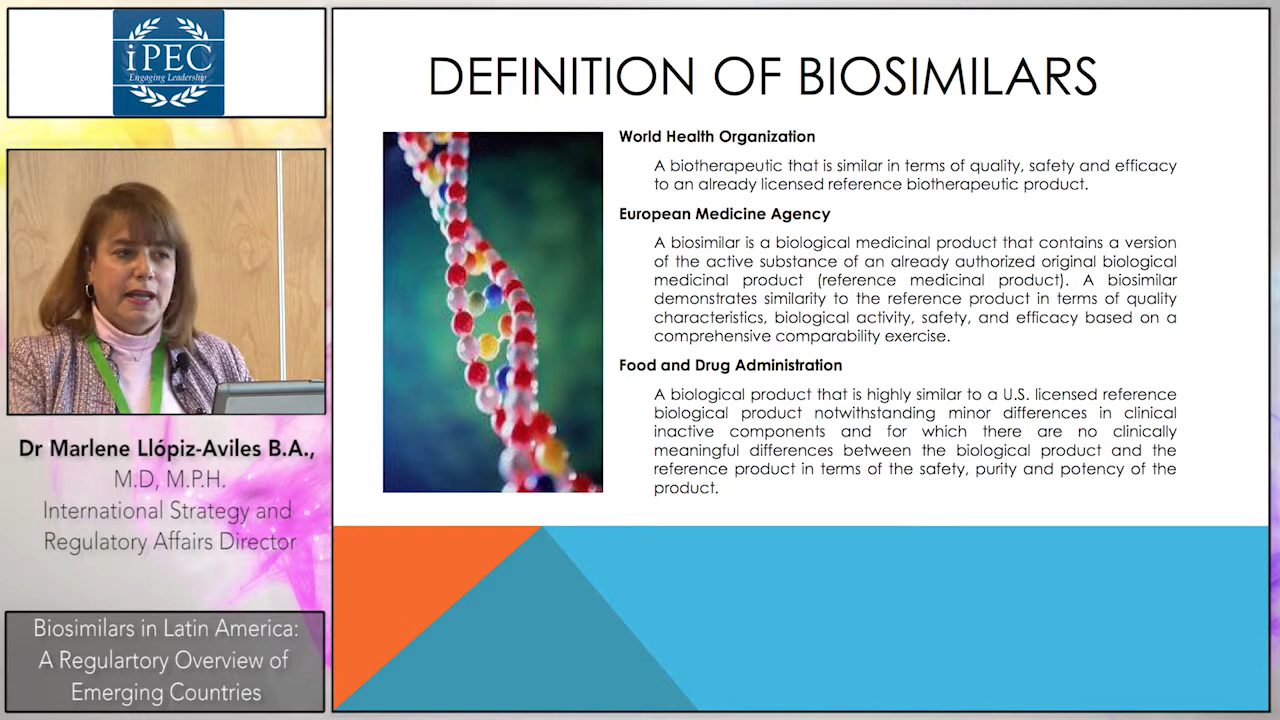 iPEC
Engaging Leadership
Dr Marlene Llópiz-Aviles B.A.,
M.D, M.P.H.
International Strategy and
Regulatory Affairs Director
Biosimilars in Latin America:
A Regulartory Overview of
Emerging Countries
DEFINITION OF BIOSIMILARS
World Health Organization
A biotherapeutic that is similar in terms of quality, safety and efficacy
to an already licensed reference biotherapeutic product.
European Medicine Agency
A biosimilar is a biological medicinal product that contains a version
of the active substance of an already authorized original biological
medicinal product (reference medicinal product). A biosimilar
demonstrates similarity to the reference product in terms of quality
characteristics, biological activity, safety, and efficacy based on a
comprehensive comparability exercise.
Food and Drug Administration
A biological product that is highly similar to a U.S. licensed reference
biological product notwithstanding minor differences in clinical
inactive components and for which there are no clinically
meaningful differences between the biological product and the
reference product in terms of the safety, purity and potency of the
product.